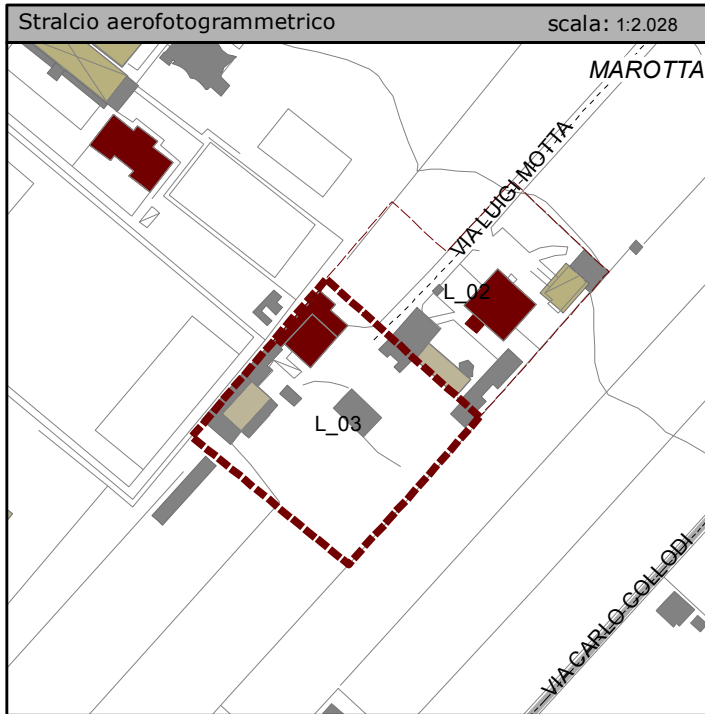 Stralcio aerofotogrammetrico scala: 1:2.028
MAROTTA
VIA LUIGI MOTTA
L_02
L_03
VIA CARLO COLLODI